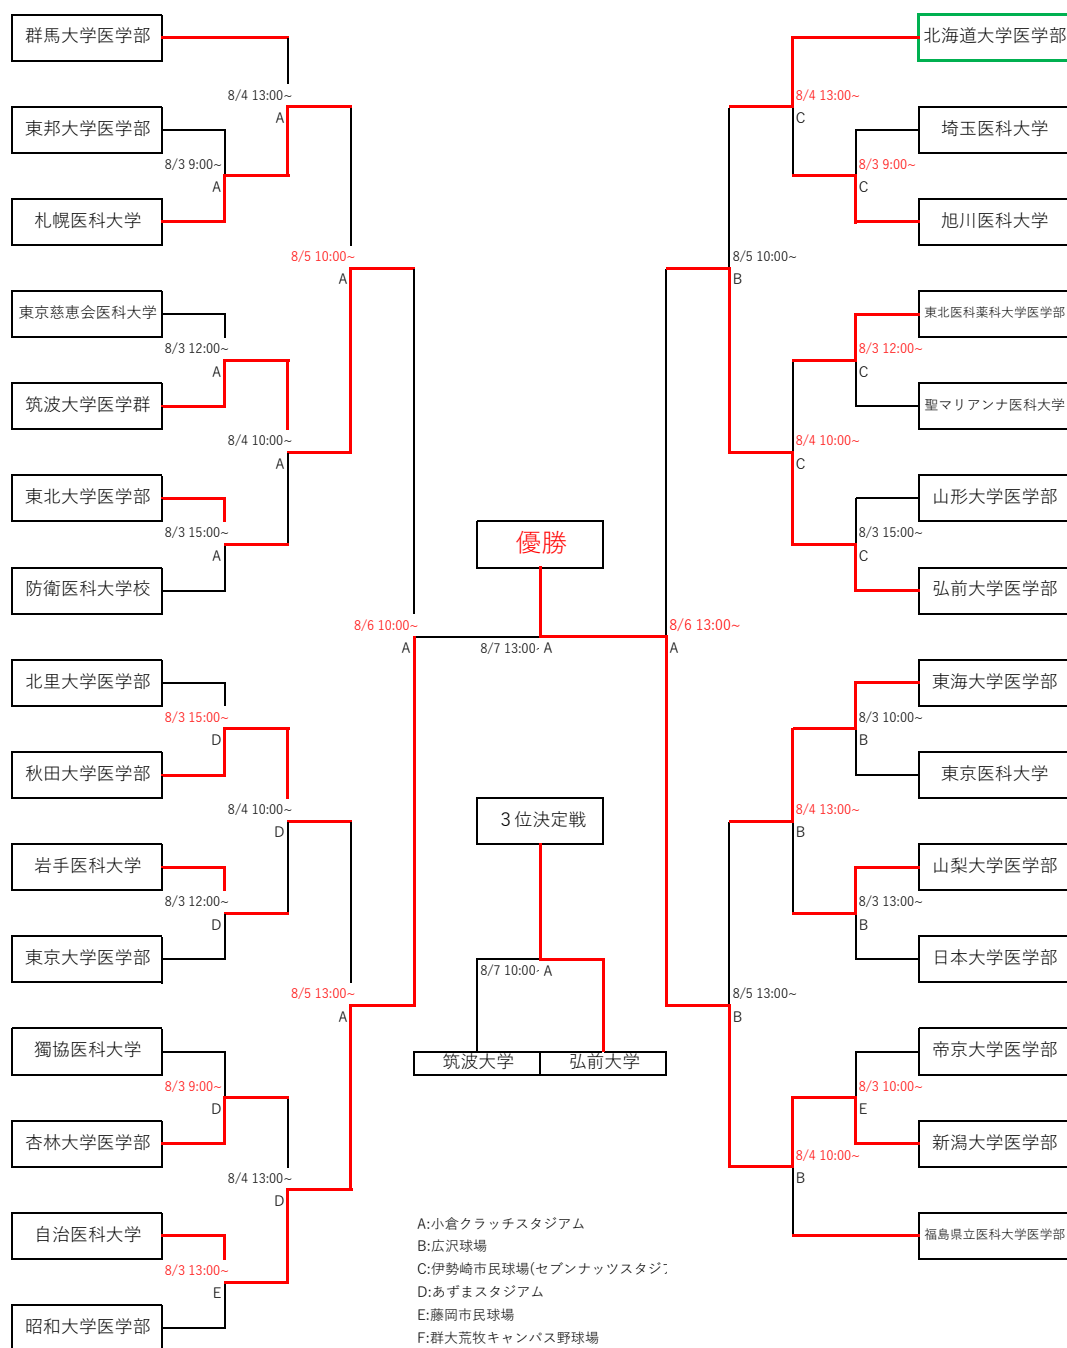 群馬大学医学部
8/4 13:00~
A
東邦大学医学部
8/3 9:00~
A
札幌医科大学
8/5 10:00~
A
東京慈恵会医科大学
8/3 12:00~
A
筑波大学医学群
8/4 10:00~
A
東北大学医学部
8/3 15:00~
A
防衛医科大学校
8/6 10:00~
A
北里大学医学部
8/3 15:00~
D
秋田大学医学部
8/4 10:00~
D
岩手医科大学
8/3 12:00~
D
東京大学医学部
8/5 13:00~
A
獨協医科大学
8/3 9:00~
D
杏林大学医学部
8/4 13:00~
D
自治医科大学
8/3 13:00~
E
昭和大学医学部
優勝
8/7 13:00~ A
3位決定戦
8/7 10:00~ A
筑波大学 弘前大学
北海道大学医学部
8/4 13:00~
C
埼玉医科大学
8/3 9:00~
C
旭川医科大学
8/5 10:00~
B
東北医科薬科大学医学部
8/3 12:00~
C
聖マリアンナ医科大学
8/4 10:00~
C
山形大学医学部
8/3 15:00~
C
弘前大学医学部
8/6 13:00~
A
東海大学医学部
8/3 10:00~
B
東京医科大学
8/4 13:00~
B
山梨大学医学部
8/3 13:00~
B
日本大学医学部
8/5 13:00~
B
帝京大学医学部
8/3 10:00~
E
新潟大学医学部
8/4 10:00~
B
福島県立医科大学医学部
A:小倉クラッチスタジアム
B:広沢球場
C:伊勢崎市民球場(セブンナッツスタジ
D:あずまスタジアム
E:藤岡市民球場
F:群大荒牧キャンパス野球場